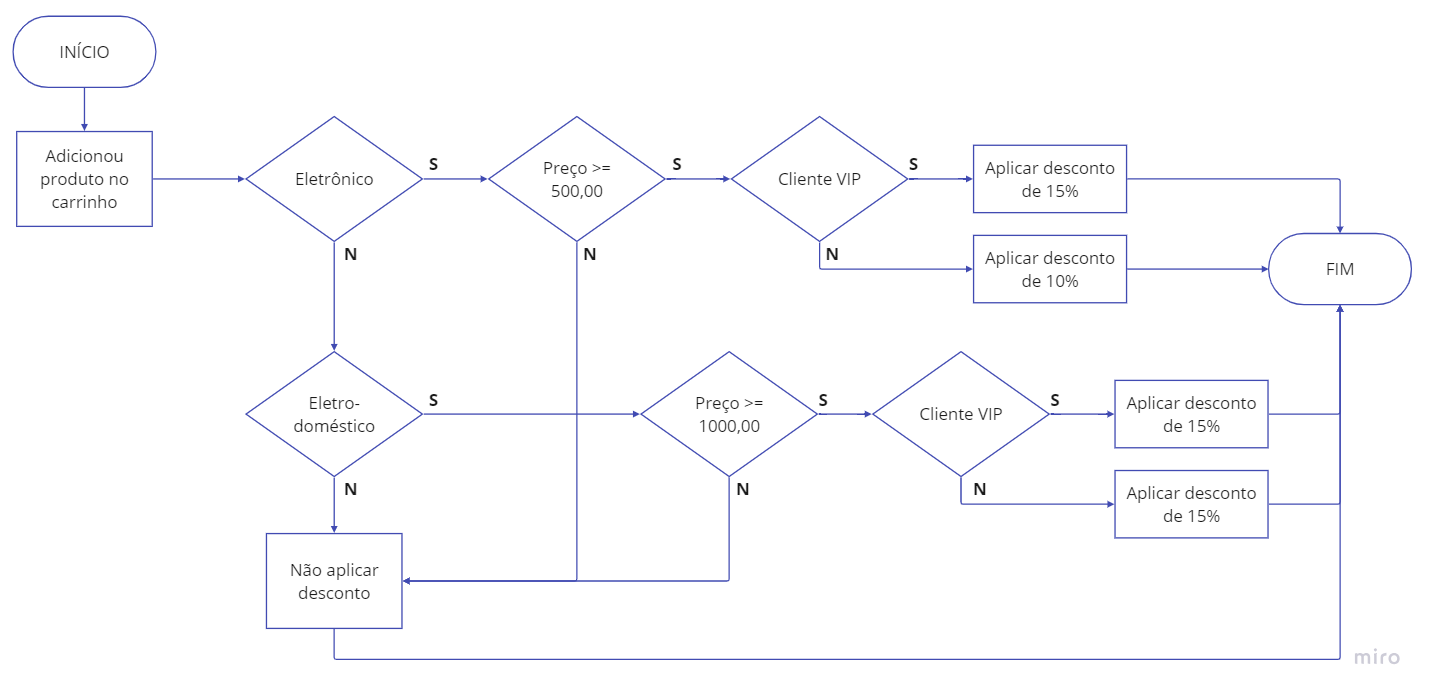 INÍCIO
Adicionou
produto no
carrinho
Eletrônico
S
N
Preço >=
500,00
S
N
Cliente VIP
S
N
Aplicar desconto
de 15%
Aplicar desconto
de 10%
FIM
Eletro-
doméstico
S
N
Preço >=
1000,00
S
N
Cliente VIP
S
N
Aplicar desconto
de 15%
Aplicar desconto
de 15%
Não aplicar
desconto
miro